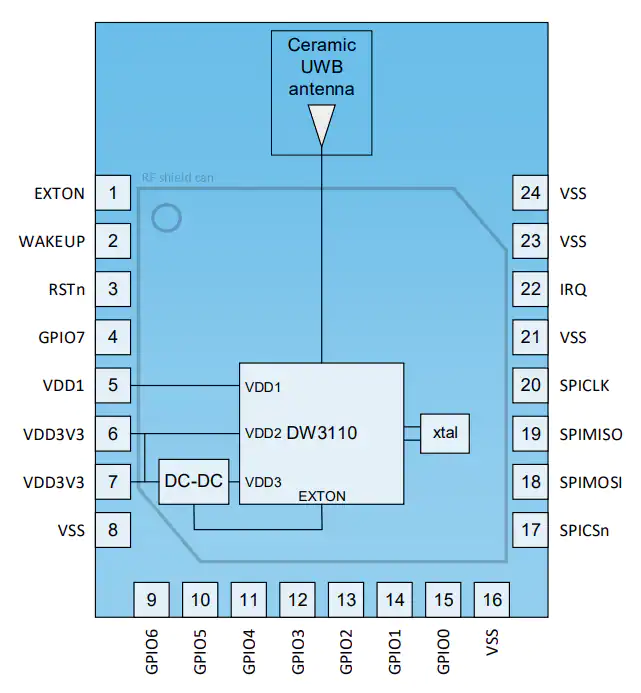 Ceramic
UWB
antenna
RF shield can
EXTON 1
WAKEUP 2
RSTn 3
GPIO7 4
VDD1 5
VDD3V3 6
VDD3V3 7
VSS 8
24 VSS
23 VSS
22 IRQ
21 VSS
20 SPICLK
19 SPIMISO
18 SPIMOSI
17 SPICSn
VDD1
VDD2 DW3110
VDD3
EXTON
xtal
DC-DC
9 10 11 12 13 14 15 16
GPIO6
GPIO5
GPIO4
GPIO3
GPIO2
GPIO1
GPIO0
VSS